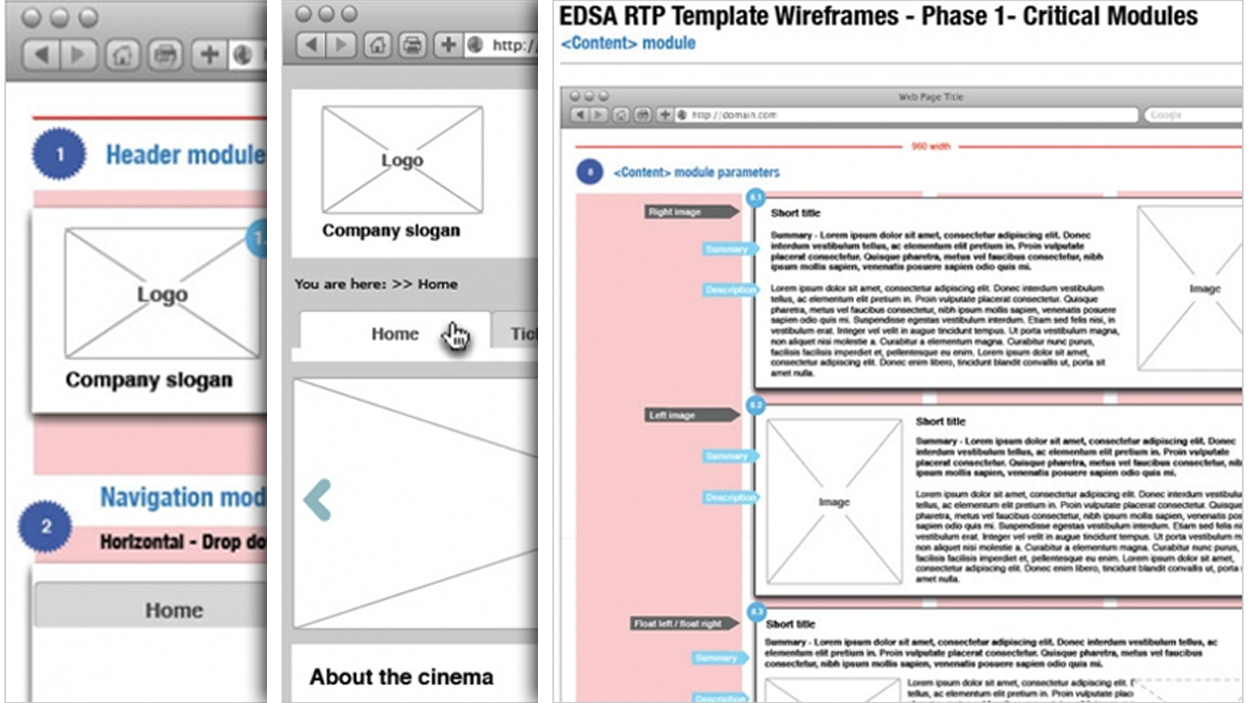 1
Header module
Logo
1.
Company slogan
2
Navigation mod
Horizontal - Drop do
Home
http:/
Logo
Company slogan
You are here: >> Home
Home
Tic
About the cinema
EDSA RTP Template Wireframes - Phase 1- Critical Modules
<Content> module
Web Page Title
http://domain.com
Google
960 width
8
<Content> module parameters
8.1
Right image
Short title
Summary
Summary - Lorem ipsum dolor sit amet, consectetur adipiscing elit. Donec
interdum vestibulum tellus, ac elementum elit pretium in. Proin vulputate
placerat consectetur. Quisque pharetra, metus vel faucibus consectetur, nibh
ipsum mollis sapien, venenatis posuere sapien odio quis mi.
Description
Lorem ipsum dolor sit amet, consectetur adipiscing elit. Donec interdum vestibulum
tellus, ac elementum elit pretium in. Proin vulputate placerat consectetur. Quisque
pharetra, metus vel faucibus consectetur, nibh ipsum mollis sapien, venenatis posuere
sapien odio quis mi. Suspendisse egestas vestibulum interdum. Etiam sed felis nisi, in
vestibulum erat. Integer vel velit in augue tincidunt tempus. Ut porta vestibulum magna,
non aliquet nisi molestie a. Curabitur a elementum magna. Curabitur nunc purus,
facilisis facilisis imperdiet et, pellentesque eu enim. Lorem ipsum dolor sit amet,
consectetur adipiscing elit. Donec enim libero, tincidunt blandit convallis ut, porta sit
amet nulla.
Image
8.2
Left image
Short title
Summary
Summary - Lorem ipsum dolor sit amet, consectetur adipiscing elit. Donec
interdum vestibulum tellus, ac elementum elit pretium in. Proin vulputate
placerat consectetur. Quisque pharetra, metus vel faucibus consectetur, nib
ipsum mollis sapien, venenatis posuere sapien odio quis mi.
Description
Lorem ipsum dolor sit amet, consectetur adipiscing elit. Donec interdum vestibulu
tellus, ac elementum elit pretium in. Proin vulputate placerat consectetur. Quisque
pharetra, metus vel faucibus consectetur, nibh ipsum mollis sapien, venenatis pos
sapien odio quis mi. Suspendisse egestas vestibulum interdum. Etiam sed felis ni
vestibulum erat. Integer vel velit in augue tincidunt tempus. Ut porta vestibulum m
non aliquet nisi molestie a. Curabitur a elementum magna. Curabitur nunc purus,
facilisis facilisis imperdiet et, pellentesque eu enim. Lorem ipsum dolor sit amet,
consectetur adipiscing elit. Donec enim libero, tincidunt blandit convallis ut, porta
amet nulla.
Image
8.3
Float left / float right
Short title
Summary
Summary - Lorem ipsum dolor sit amet, consectetur adipiscing elit. Donec interdum vestibulum tellus, ac
elementum elit pretium in. Proin vulputate placerat consectetur. Quisque pharetra, metus vel faucibus
consectetur, nibh ipsum mollis sapien, venenatis posuere sapien odio quis mi.
Description
Lorem ipsum dolor sit amet, consectetur adipiscing elit.
tellus, ac elementum elit pretium in. Proin vulputate plac